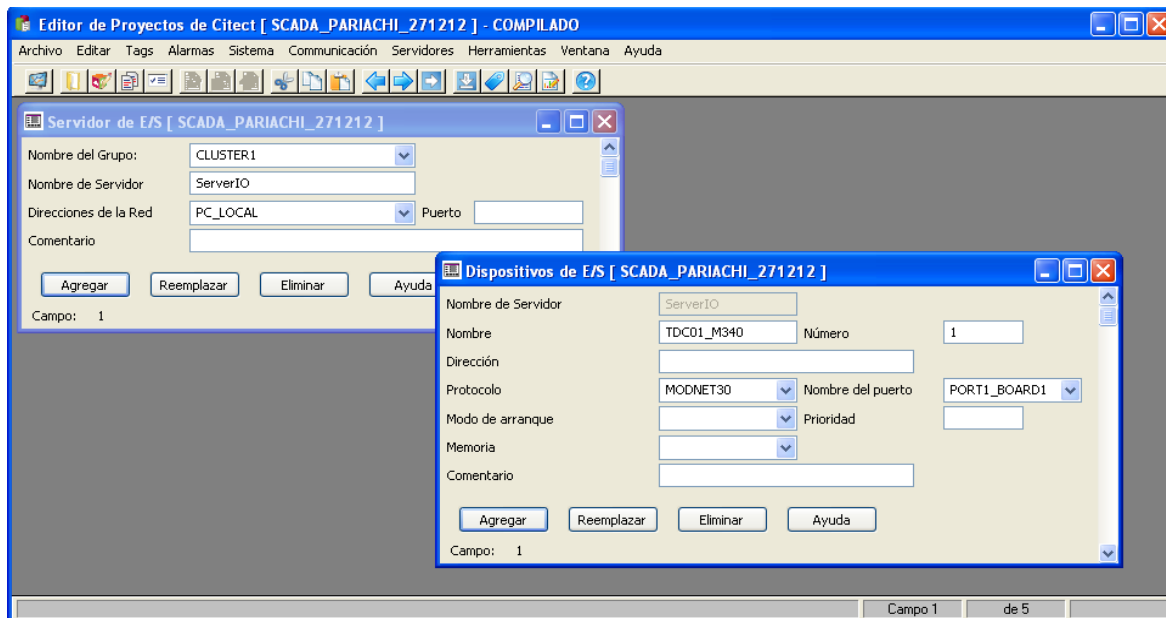 Editor de Proyectos de Citect [ SCADA_PARIACHI_271212 ] - COMPILADO
Archivo Editar Tags Alarmas Sistema Communicación Servidores Herramientas Ventana Ayuda
Servidor de E/S [ SCADA_PARIACHI_271212 ]
Nombre del Grupo: CLUSTER1
Nombre de Servidor ServerIO
Direcciones de la Red PC_LOCAL Puerto
Comentario
Agregar Reemplazar Eliminar Ayuda
Campo: 1
Dispositivos de E/S [ SCADA_PARIACHI_271212 ]
Nombre de Servidor ServerIO
Nombre TDC01_M340 Número 1
Dirección
Protocolo MODNET30 Nombre del puerto PORT1_BOARD1
Modo de arranque Prioridad
Memoria
Comentario
Agregar Reemplazar Eliminar Ayuda
Campo: 1
Campo 1 de 5